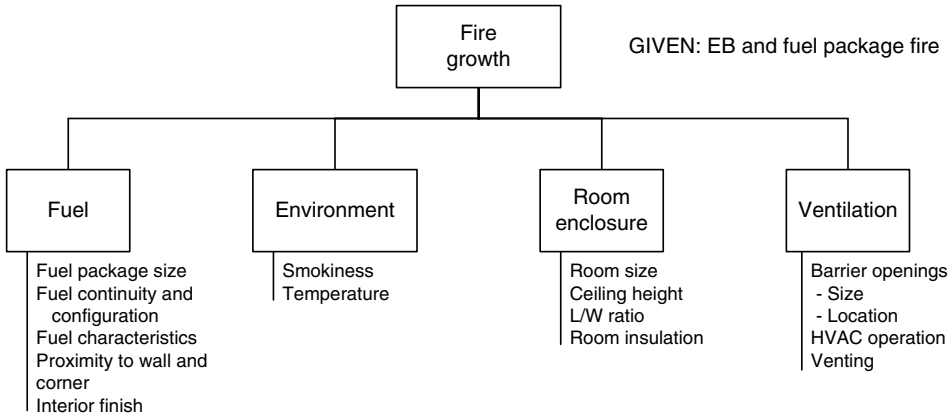 Fire
growth
GIVEN: EB and fuel package fire
Fuel
Environment
Room
enclosure
Ventilation
Fuel package size
Fuel continuity and
configuration
Fuel characteristics
Proximity to wall and
corner
Interior finish
Smokiness
Temperature
Room size
Ceiling height
L/W ratio
Room insulation
Barrier openings
- Size
- Location
HVAC operation
Venting